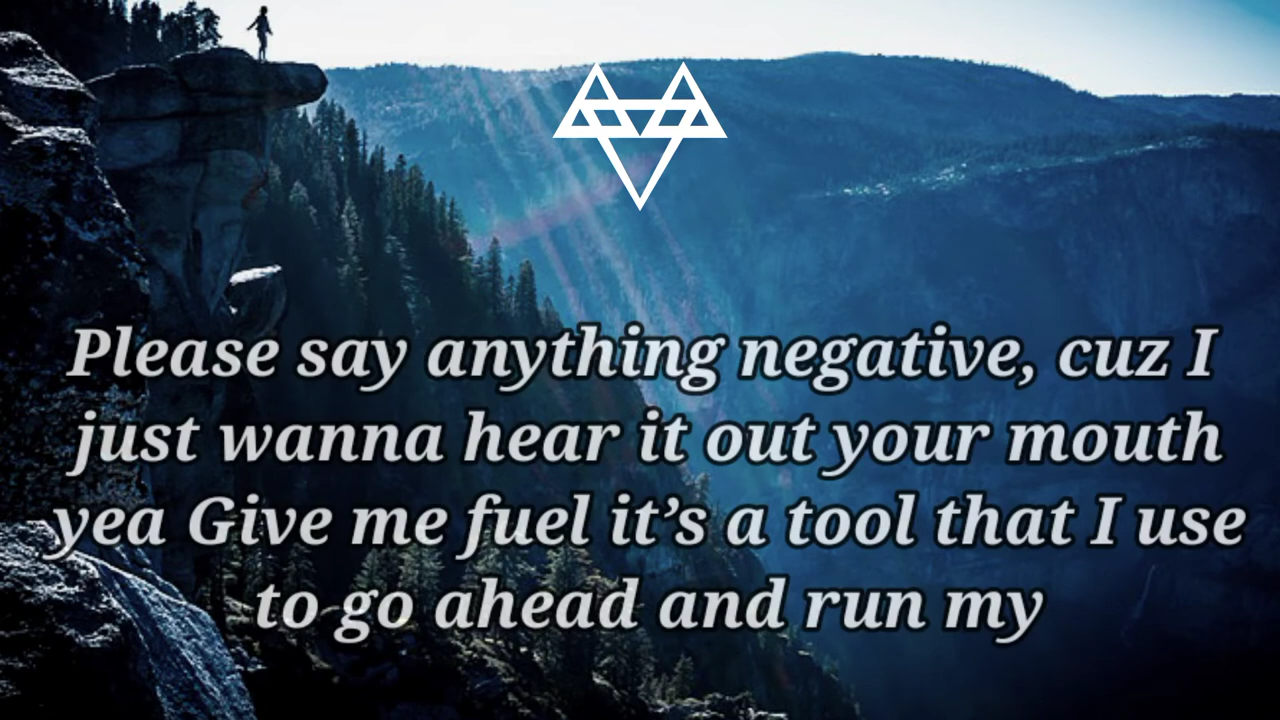 Please say anything negative, cuz I
just wanna hear it out your mouth
yea Give me fuel it’s a tool that I use
to go ahead and run my